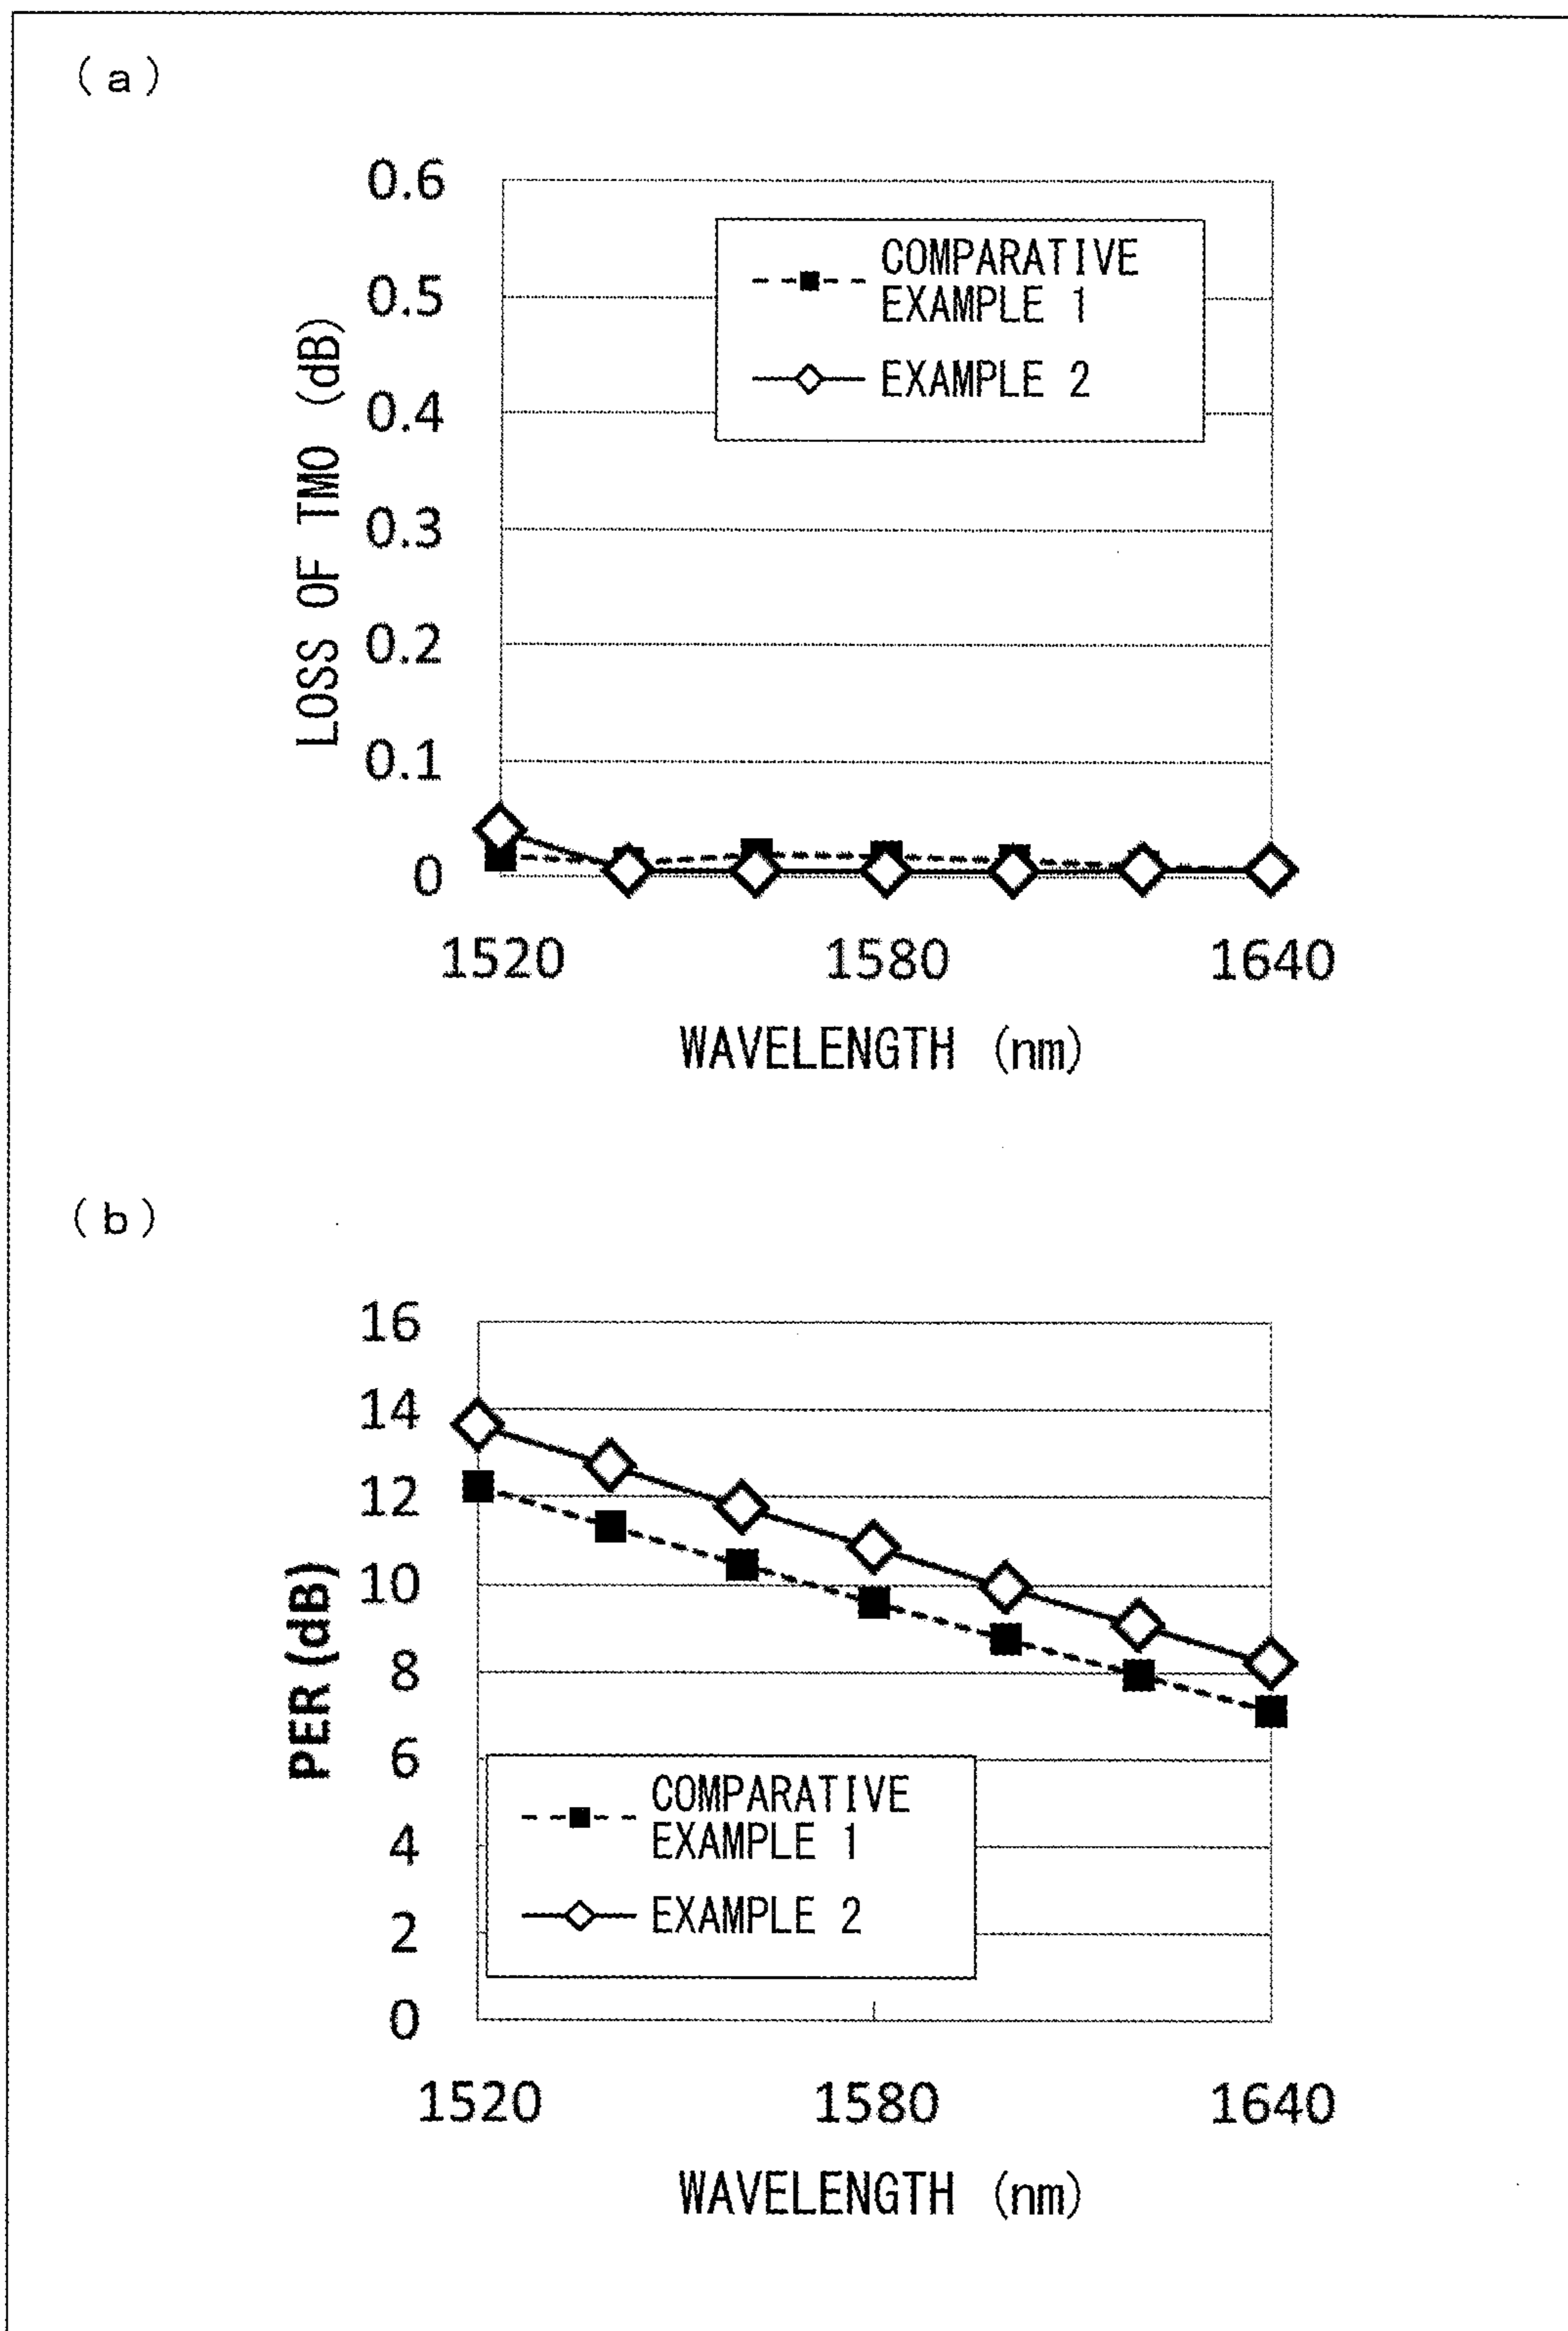 (a)
0.6
0.5
0.4
0.3
0.2
0.1
0
LOSS OF TM0 (dB)
COMPARATIVE
EXAMPLE 1
EXAMPLE 2
1520 1580 1640
WAVELENGTH (nm)
(b)
16
14
12
10
8
6
4
2
0
PER (dB)
COMPARATIVE
EXAMPLE 1
EXAMPLE 2
1520 1580 1640
WAVELENGTH (nm)